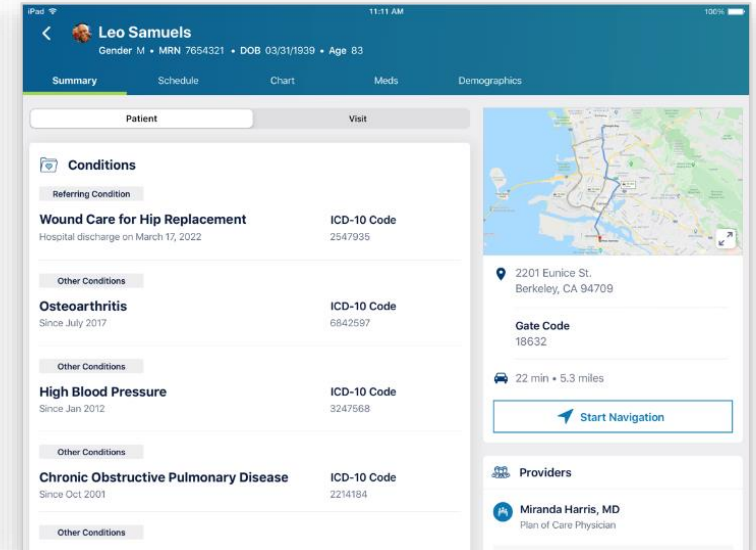 iPad
11:11 AM
100%
Leo Samuels
Gender M • MRN 7654321 • DOB 03/31/1939 • Age 83
Summary
Schedule
Chart
Meds
Demographics
Patient
Visit
Conditions
Referring Condition
Wound Care for Hip Replacement
ICD-10 Code
Hospital discharge on March 17, 2022
2547935
Other Conditions
Osteoarthritis
ICD-10 Code
Since July 2017
6842597
Other Conditions
High Blood Pressure
ICD-10 Code
Since Jan 2012
3247568
Other Conditions
Chronic Obstructive Pulmonary Disease
ICD-10 Code
Since Oct 2001
2214184
Other Conditions
2201 Eunice St.
Berkeley, CA 94709
Gate Code
18632
22 min • 5.3 miles
Start Navigation
Providers
Miranda Harris, MD
Plan of Care Physician